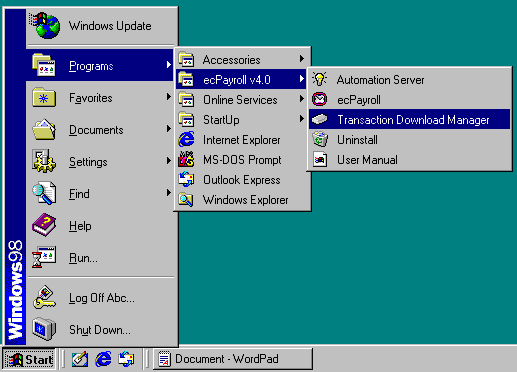 Windows Update
Programs
Favorites
Documents
Settings
Find
Help
Run...
Log Off Abc...
Shut Down...
Windows98
Accessories
ecPayroll v4.0
Online Services
StartUp
Internet Explorer
MS-DOS Prompt
Outlook Express
Windows Explorer
Automation Server
ecPayroll
Transaction Download Manager
Uninstall
User Manual
Start
Document - WordPad